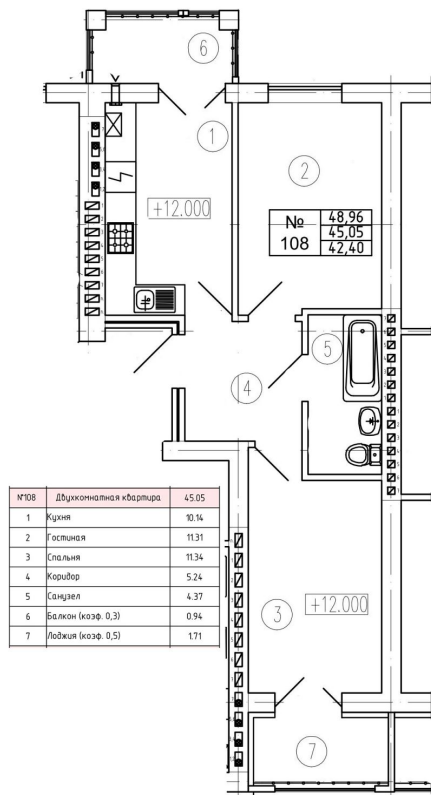 6
1
2
+12.000
№ 108
48,96
45,05
42,40
5
4
№108 Двухкомнатная квартира 45.05
1 Кухня 10.14
2 Гостиная 11.31
3 Спальня 11.34
4 Коридор 5.24
5 Санузел 4.37
6 Балкон (коэф. 0,3) 0.94
7 Лоджия (коэф. 0,5) 1.71
3
+12.000
7